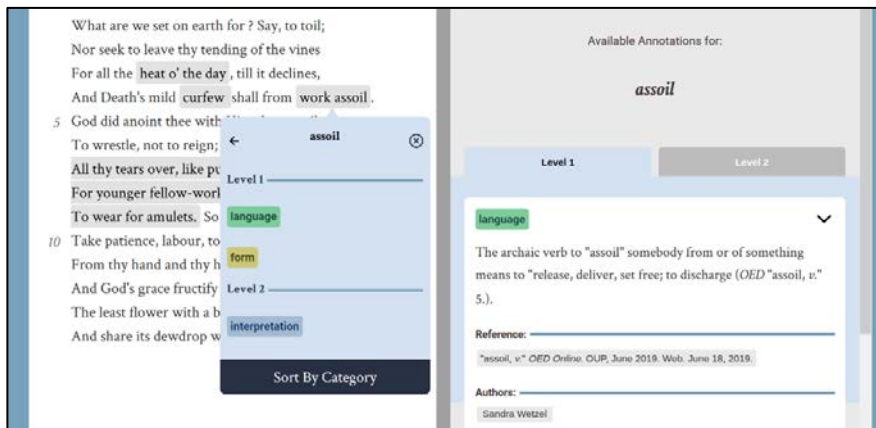 What are we set on earth for ? Say, to toil;
Nor seek to leave thy tending of the vines
For all the heat o' the day , till it declines,
And Death's mild curfew shall from work assoil .
5 God did anoint thee with
To wrestle, not to reign;
All thy tears over, like pu
For younger fellow-work
To wear for amulets. So
10 Take patience, labour, to
From thy hand and thy h
And God's grace fructify
The least flower with a b
And share its dewdrop w
assoil
Level 1
language
form
Level 2
interpretation
Sort By Category
Available Annotations for:
assoil
Level 1
Level 2
language
The archaic verb to "assoil" somebody from or of something
means to "release, deliver, set free; to discharge (OED "assoil, v."
5.).
Reference:
"assoil, v." OED Online. OUP, June 2019. Web. June 18, 2019.
Authors:
Sandra Wetzel